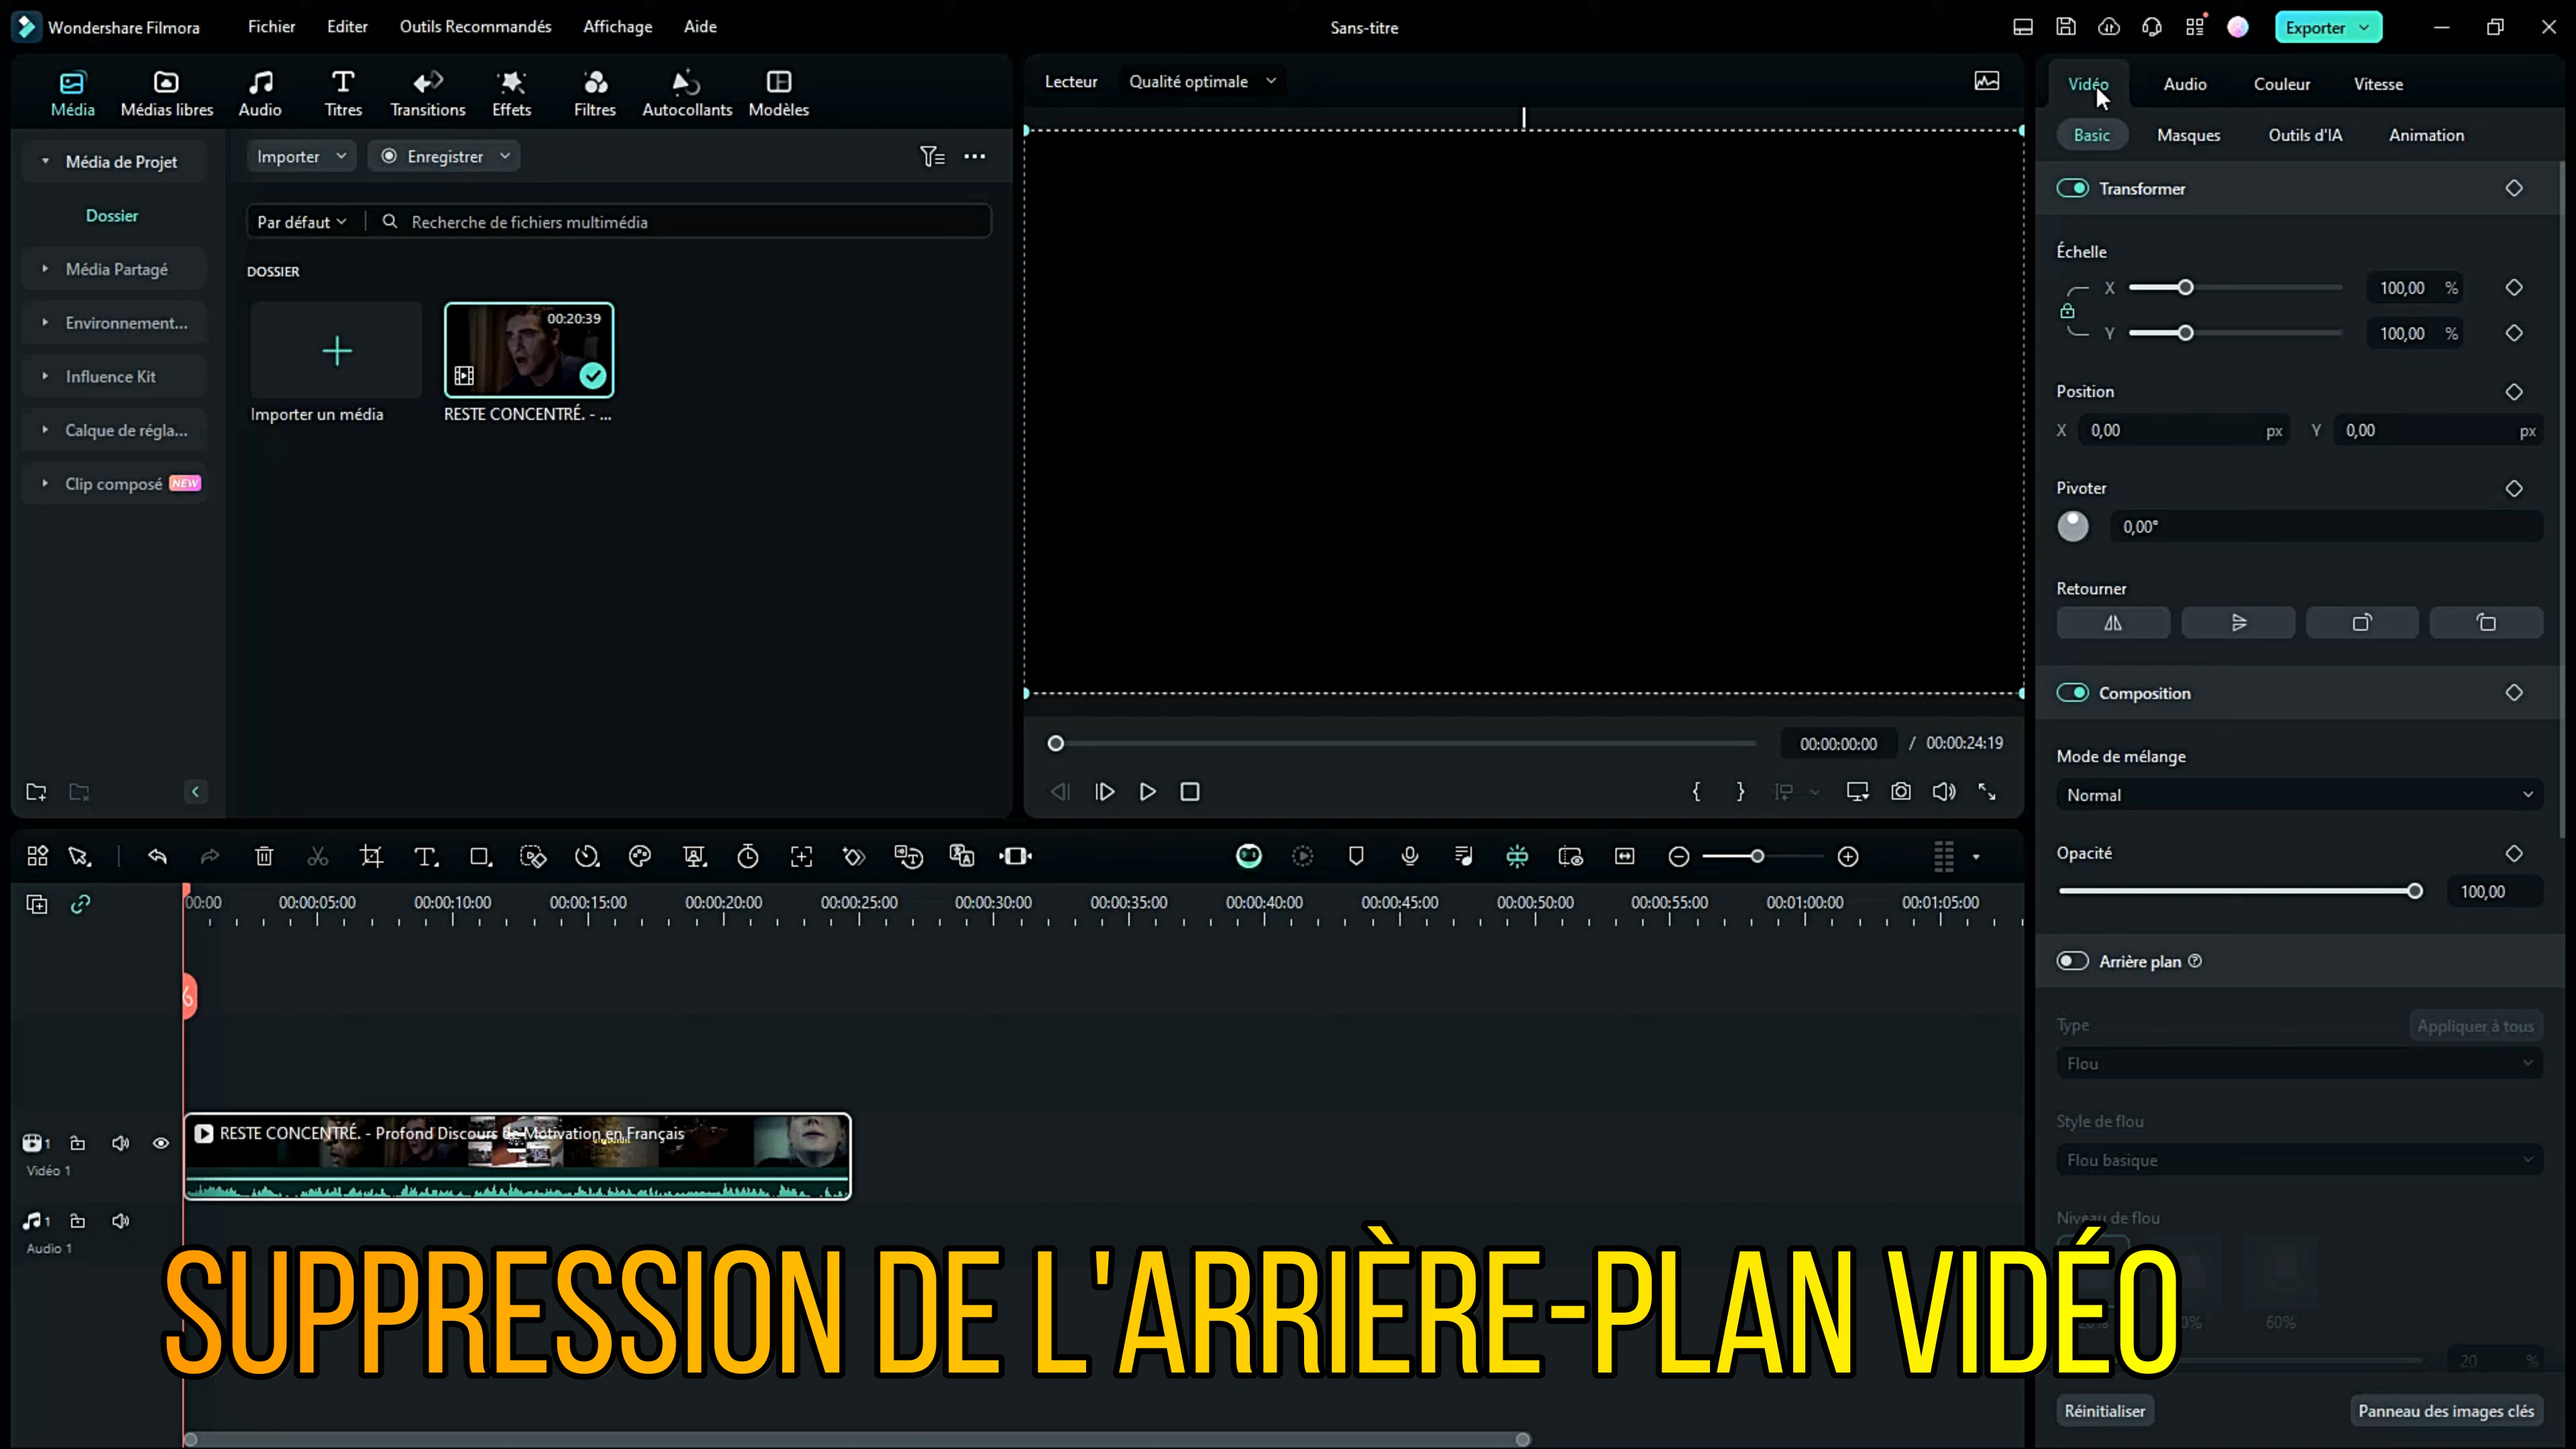 Wondershare Filmora
Fichier
Editer
Outils Recommandés
Affichage
Aide
Sans-titre
Exporter
Média
Médias libres
Audio
Titres
Transitions
Effets
Filtres
Autocollants
Modèles
Lecteur
Qualité optimale
Vidéo
Audio
Couleur
Vitesse
Basic
Masques
Outils d'IA
Animation
Média de Projet
Dossier
Média Partagé
Environnement...
Influence Kit
Calque de régla...
Clip composé NEW
Importer
Enregistrer
Par défaut
Recherche de fichiers multimédia
DOSSIER
00:20:39
Importer un média
RESTE CONCENTRÉ. - ...
Transformer
Échelle
X
100,00 %
Y
100,00 %
Position
X 0,00 px Y 0,00 px
Pivoter
0,00°
Retourner
Composition
Mode de mélange
Normal
Opacité
100,00
Arrière plan
Type
Appliquer à tous
Flou
Style de flou
Flou basique
Niveau de flou
60%
20 %
Réinitialiser
Panneau des images clés
00:00:00:00 / 00:00:24:19
00:00 00:00:05:00 00:00:10:00 00:00:15:00 00:00:20:00 00:00:25:00 00:00:30:00 00:00:35:00 00:00:40:00 00:00:45:00 00:00:50:00 00:00:55:00 00:01:00:00 00:01:05:00
1
Vidéo 1
RESTE CONCENTRÉ. - Profond Discours de Motivation en Français
1
Audio 1
SUPPRESSION DE L'ARRIÈRE-PLAN VIDÉO